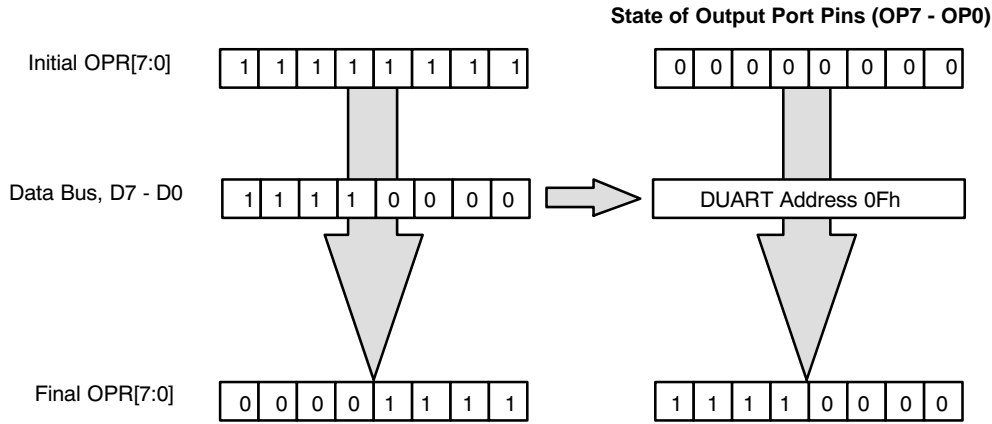 State of Output Port Pins (OP7 - OP0)
Initial OPR[7:0] 1 1 1 1 1 1 1 1 0 0 0 0 0 0 0 0
Data Bus, D7 - D0 1 1 1 1 0 0 0 0 DUART Address 0Fh
Final OPR[7:0] 0 0 0 0 1 1 1 1 1 1 1 1 0 0 0 0